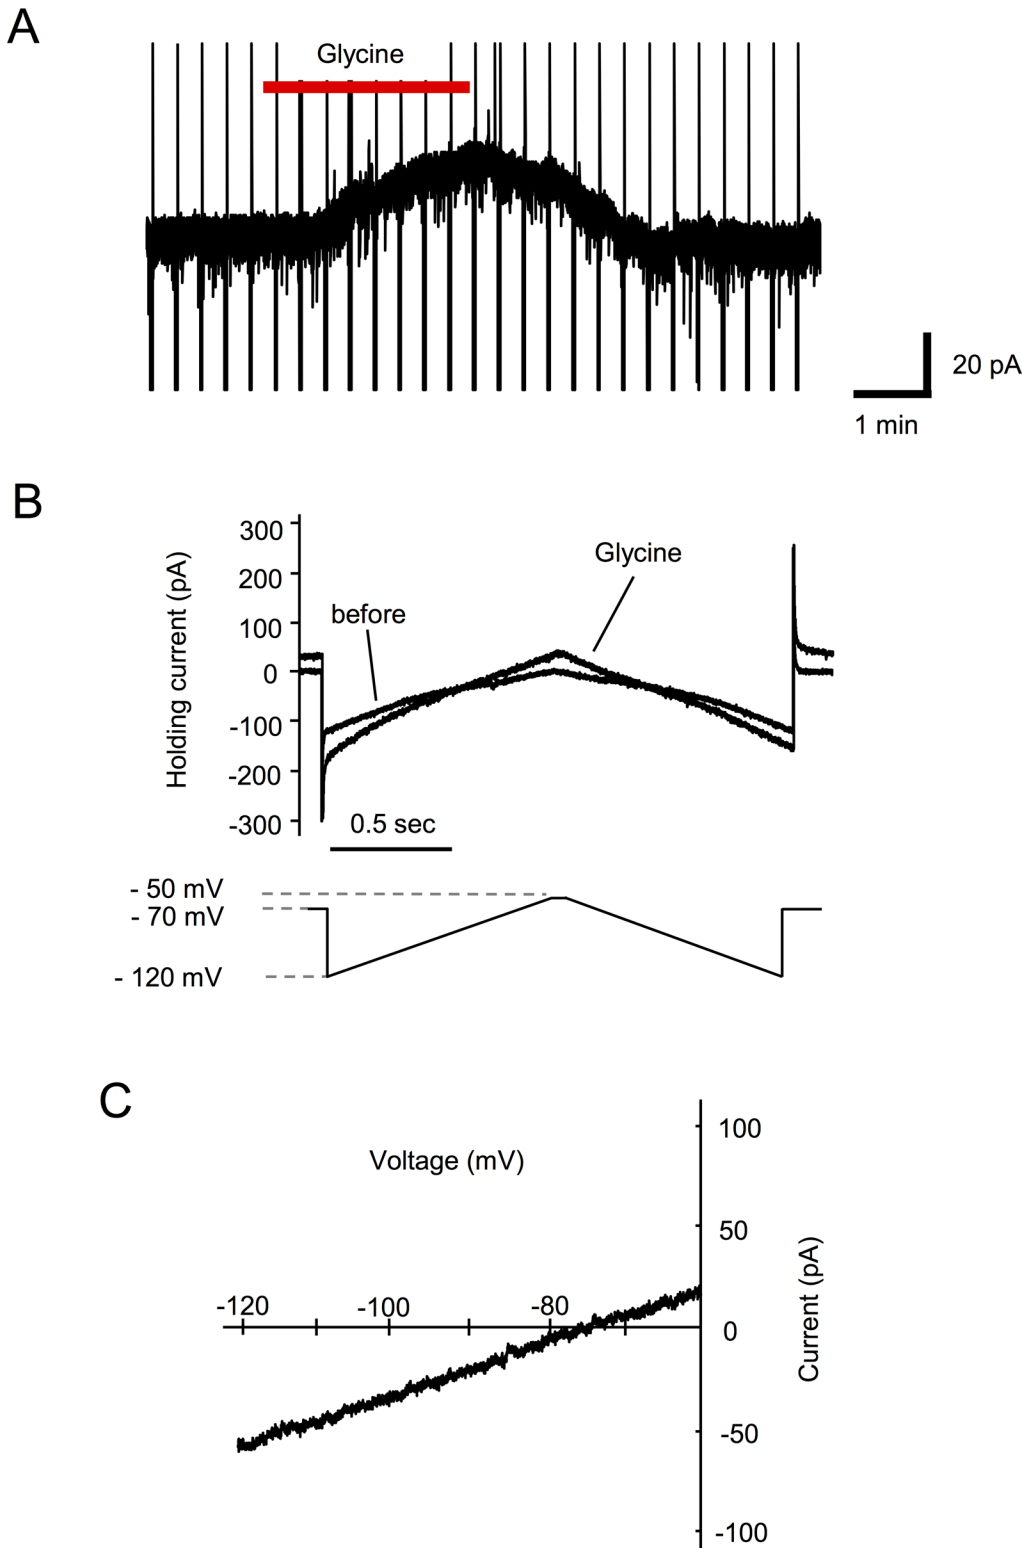 A
Glycine
20 pA
1 min
B
Holding current (pA)
300
200
100
0
-100
-200
-300
before
Glycine
0.5 sec
- 50 mV
- 70 mV
- 120 mV
C
Voltage (mV)
-120
-100
-80
100
50
0
-50
-100
Current (pA)